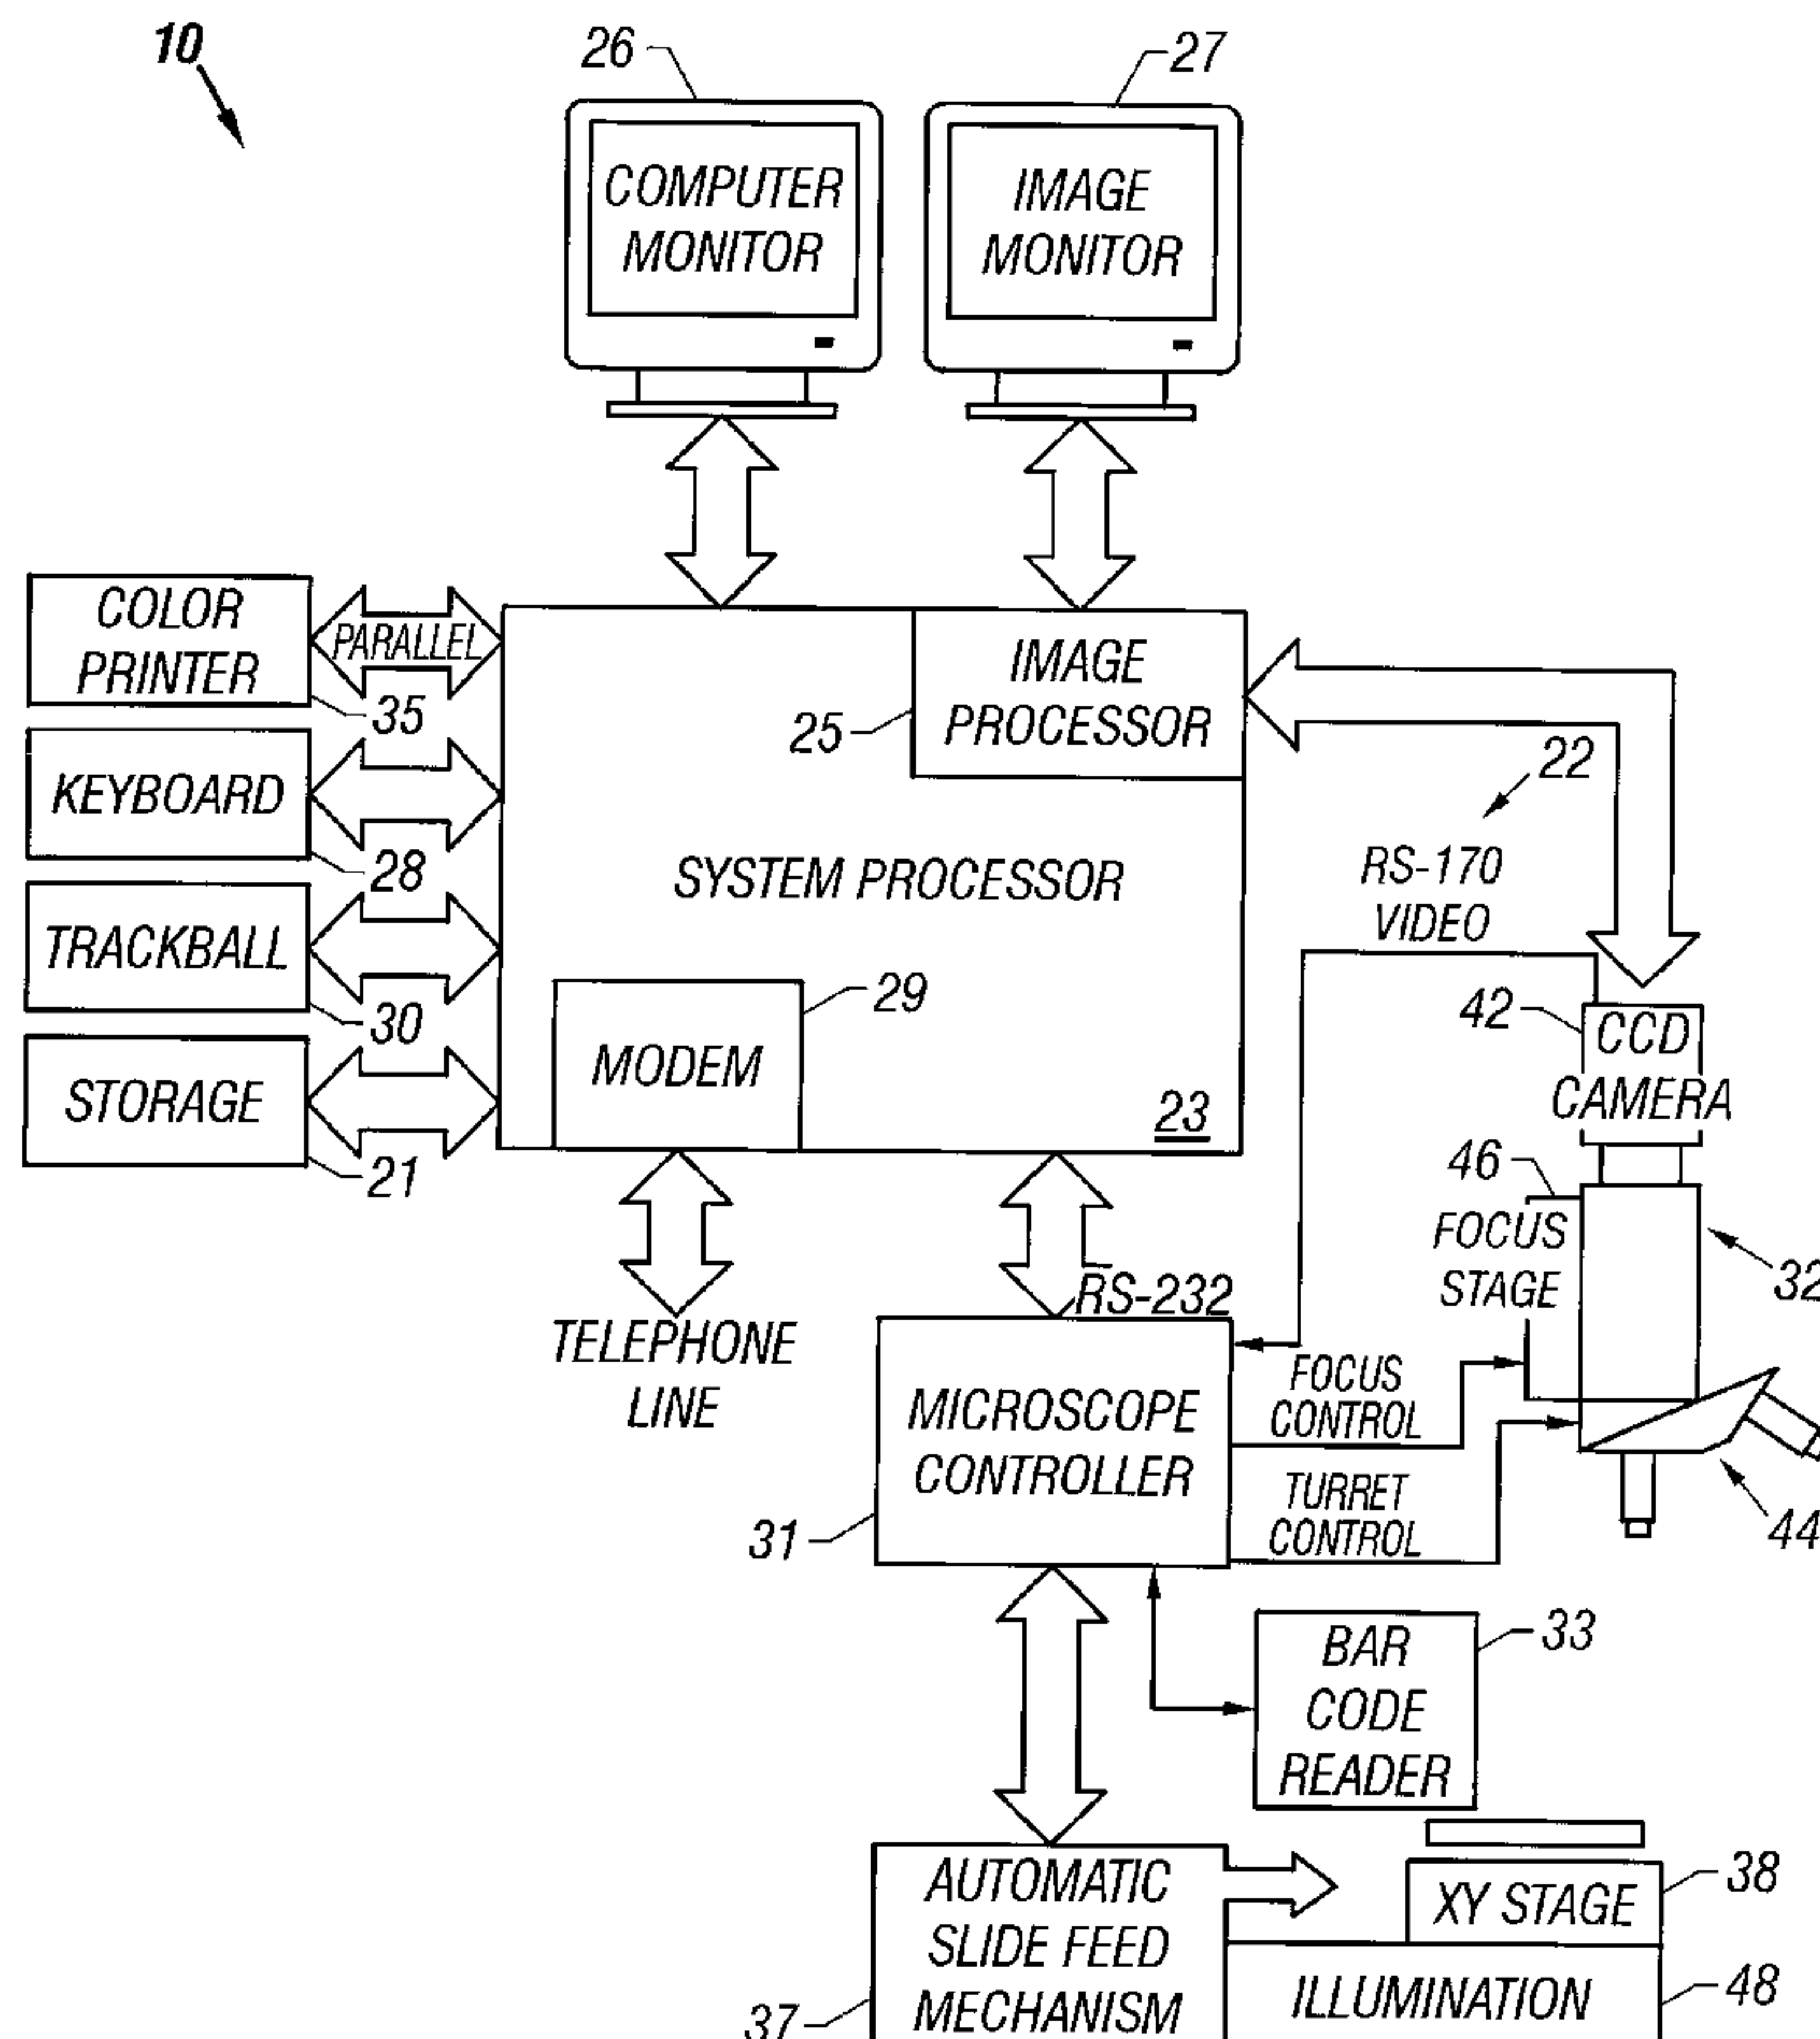 10
26
27
COMPUTER
MONITOR
IMAGE
MONITOR
COLOR
PRINTER
PARALLEL
35
IMAGE
PROCESSOR
25
22
KEYBOARD
28
SYSTEM PROCESSOR
RS-170
VIDEO
TRACKBALL
30
29
42
CCD
CAMERA
STORAGE
21
MODEM
23
46
FOCUS
STAGE
32
TELEPHONE
LINE
RS-232
MICROSCOPE
CONTROLLER
31
FOCUS
CONTROL
TURRET
CONTROL
44
BAR
CODE
READER
33
AUTOMATIC
SLIDE FEED
MECHANISM
37
XY STAGE
38
ILLUMINATION
48